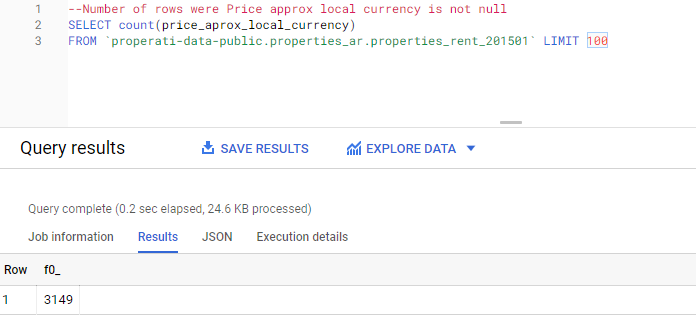 1 --Number of rows were Price approx local currency is not null
2 SELECT count(price_aprox_local_currency)
3 FROM `properati-data-public.properties_ar.properties_rent_201501` LIMIT 100
Query results SAVE RESULTS EXPLORE DATA
Query complete (0.2 sec elapsed, 24.6 KB processed)
Job information Results JSON Execution details
Row f0_
1 3149